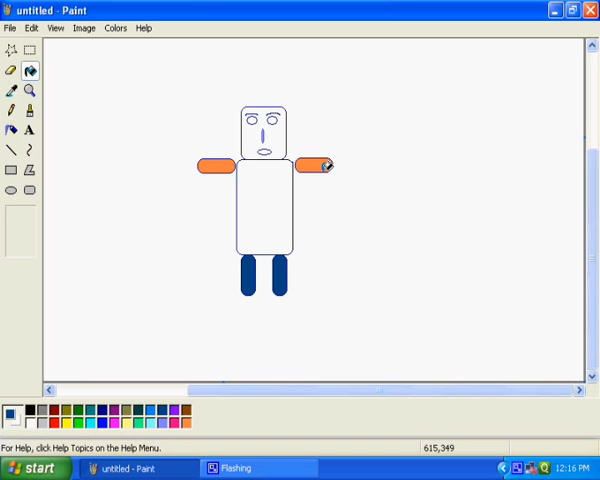 untitled - Paint
File Edit View Image Colors Help
A
For Help, click Help Topics on the Help Menu.
615,349
start
untitled - Paint
Flashing
12:16 PM